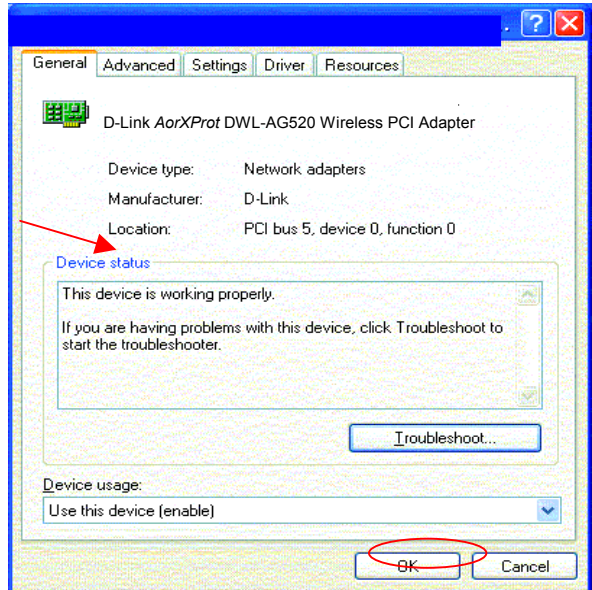 General Advanced Settings Driver Resources
D-Link AorXProt DWL-AG520 Wireless PCI Adapter
Device type: Network adapters
Manufacturer: D-Link
Location: PCI bus 5, device 0, function 0
Device status
This device is working properly.
If you are having problems with this device, click Troubleshoot to
start the troubleshooter.
Troubleshoot...
Device usage:
Use this device (enable)
OK Cancel